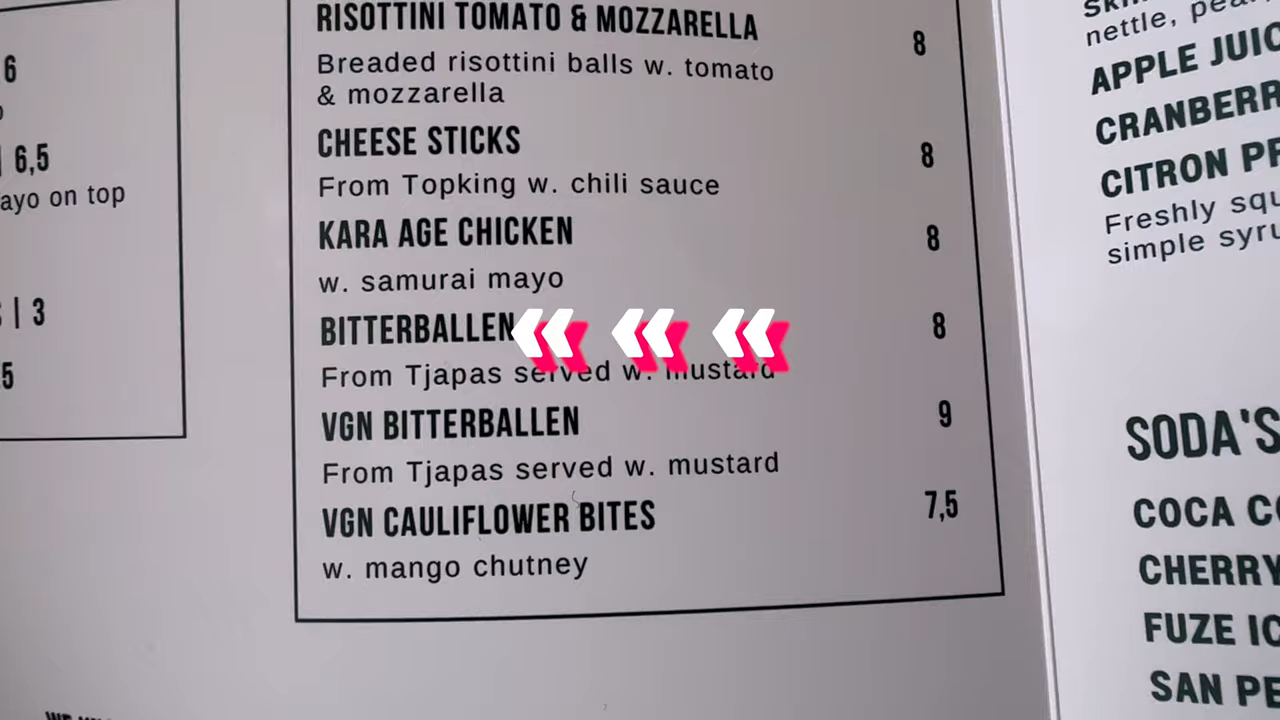 6
6,5
ayo on top
| 3
5
RISOTTINI TOMATO & MOZZARELLA 8
Breaded risottini balls w. tomato
& mozzarella
CHEESE STICKS 8
From Topking w. chili sauce
KARA AGE CHICKEN 8
w. samurai mayo
BITTERBALLEN 8
From Tjapas served w. mustard
VGN BITTERBALLEN 9
From Tjapas served w. mustard
VGN CAULIFLOWER BITES 7,5
w. mango chutney
nettle,
APPLE JUIC
CRANBERR
CITRON
Freshly squ
simple syru
SODA'S
COCA CO
CHERRY
FUZE IC
SAN PE